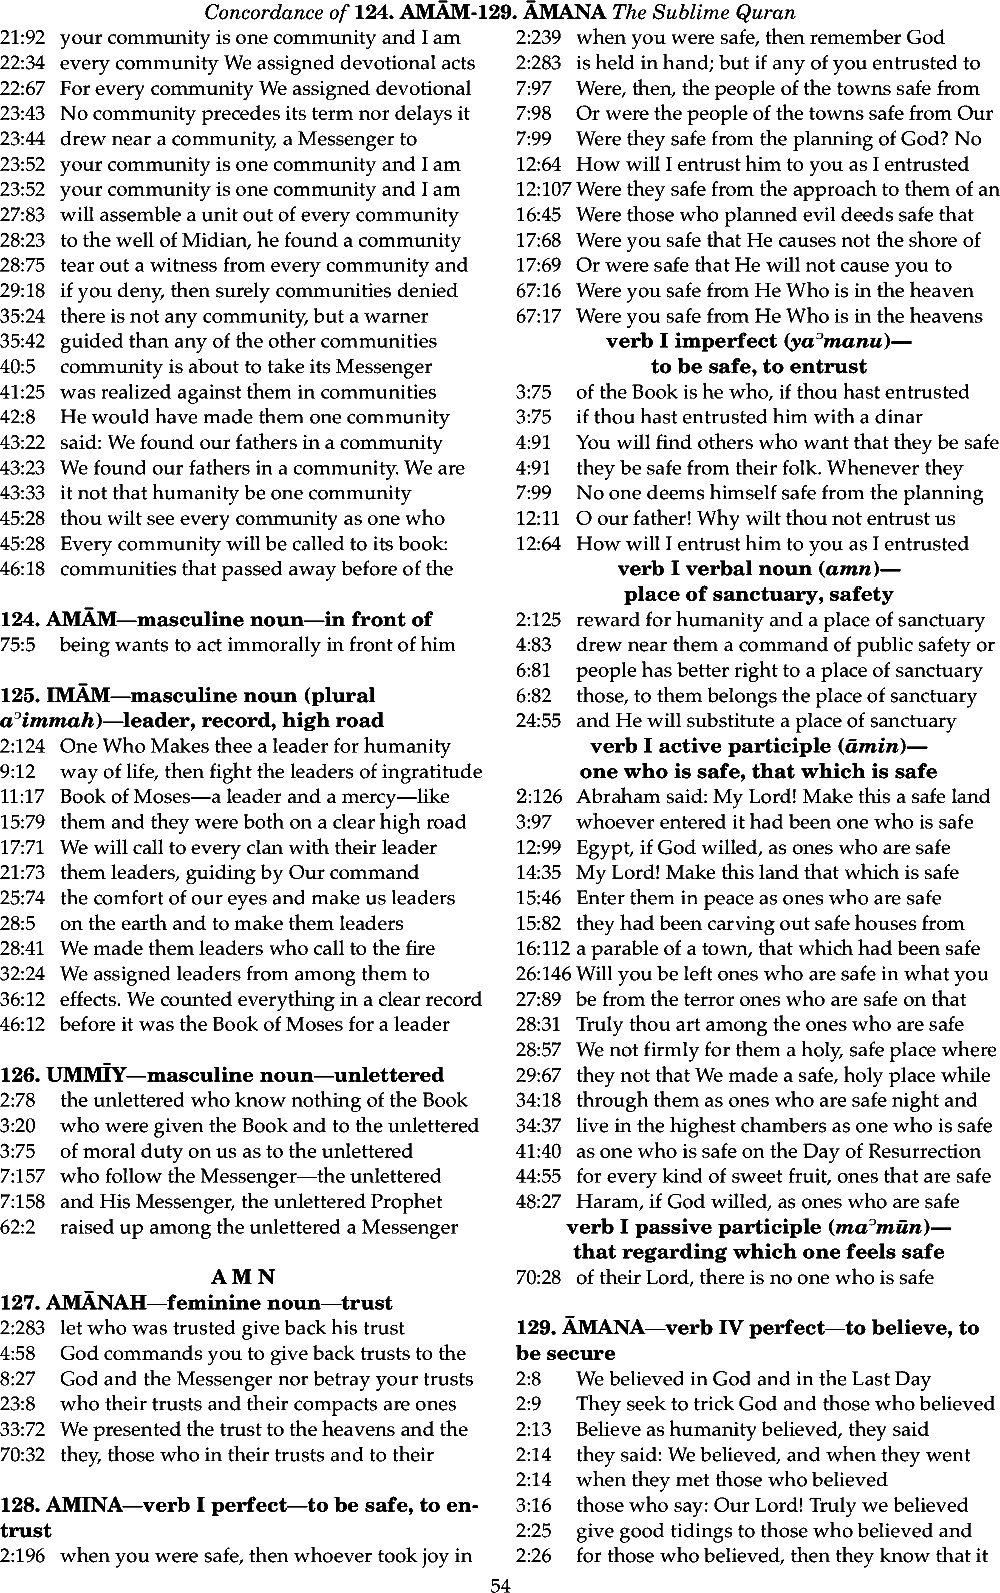 Concordance of 124. AMĀM-129. ĀMANA The Sublime Quran
21:92 your community is one community and I am
22:34 every community We assigned devotional acts
22:67 For every community We assigned devotional
23:43 No community precedes its term nor delays it
23:44 drew near a community, a Messenger to
23:52 your community is one community and I am
23:52 your community is one community and I am
27:83 will assemble a unit out of every community
28:23 to the well of Midian, he found a community
28:75 tear out a witness from every community and
29:18 if you deny, then surely communities denied
35:24 there is not any community, but a warner
35:42 guided than any of the other communities
40:5 community is about to take its Messenger
41:25 was realized against them in communities
42:8 He would have made them one community
43:22 said: We found our fathers in a community
43:23 We found our fathers in a community. We are
43:33 it not that humanity be one community
45:28 thou wilt see every community as one who
45:28 Every community will be called to its book:
46:18 communities that passed away before of the
124. AMĀM—masculine noun—in front of
75:5 being wants to act immorally in front of him
125. IMĀM—masculine noun (plural
aᵓimmah)—leader, record, high road
2:124 One Who Makes thee a leader for humanity
9:12 way of life, then fight the leaders of ingratitude
11:17 Book of Moses—a leader and a mercy—like
15:79 them and they were both on a clear high road
17:71 We will call to every clan with their leader
21:73 them leaders, guiding by Our command
25:74 the comfort of our eyes and make us leaders
28:5 on the earth and to make them leaders
28:41 We made them leaders who call to the fire
32:24 We assigned leaders from among them to
36:12 effects. We counted everything in a clear record
46:12 before it was the Book of Moses for a leader
126. UMMĪY—masculine noun—unlettered
2:78 the unlettered who know nothing of the Book
3:20 who were given the Book and to the unlettered
3:75 of moral duty on us as to the unlettered
7:157 who follow the Messenger—the unlettered
7:158 and His Messenger, the unlettered Prophet
62:2 raised up among the unlettered a Messenger
A M N
127. AMĀNAH—feminine noun—trust
2:283 let who was trusted give back his trust
4:58 God commands you to give back trusts to the
8:27 God and the Messenger nor betray your trusts
23:8 who their trusts and their compacts are ones
33:72 We presented the trust to the heavens and the
70:32 they, those who in their trusts and to their
128. AMINA—verb I perfect—to be safe, to en-
trust
2:196 when you were safe, then whoever took joy in
2:239 when you were safe, then remember God
2:283 is held in hand; but if any of you entrusted to
7:97 Were, then, the people of the towns safe from
7:98 Or were the people of the towns safe from Our
7:99 Were they safe from the planning of God? No
12:64 How will I entrust him to you as I entrusted
12:107 Were they safe from the approach to them of an
16:45 Were those who planned evil deeds safe that
17:68 Were you safe that He causes not the shore of
17:69 Or were safe that He will not cause you to
67:16 Were you safe from He Who is in the heaven
67:17 Were you safe from He Who is in the heavens
verb I imperfect (yaᵓmanu)—
to be safe, to entrust
3:75 of the Book is he who, if thou hast entrusted
3:75 if thou hast entrusted him with a dinar
4:91 You will find others who want that they be safe
4:91 they be safe from their folk. Whenever they
7:99 No one deems himself safe from the planning
12:11 O our father! Why wilt thou not entrust us
12:64 How will I entrust him to you as I entrusted
verb I verbal noun (amn)—
place of sanctuary, safety
2:125 reward for humanity and a place of sanctuary
4:83 drew near them a command of public safety or
6:81 people has better right to a place of sanctuary
6:82 those, to them belongs the place of sanctuary
24:55 and He will substitute a place of sanctuary
verb I active participle (āmin)—
one who is safe, that which is safe
2:126 Abraham said: My Lord! Make this a safe land
3:97 whoever entered it had been one who is safe
12:99 Egypt, if God willed, as ones who are safe
14:35 My Lord! Make this land that which is safe
15:46 Enter them in peace as ones who are safe
15:82 they had been carving out safe houses from
16:112 a parable of a town, that which had been safe
26:146 Will you be left ones who are safe in what you
27:89 be from the terror ones who are safe on that
28:31 Truly thou art among the ones who are safe
28:57 We not firmly for them a holy, safe place where
29:67 they not that We made a safe, holy place while
34:18 through them as ones who are safe night and
34:37 live in the highest chambers as one who is safe
41:40 as one who is safe on the Day of Resurrection
44:55 for every kind of sweet fruit, ones that are safe
48:27 Haram, if God willed, as ones who are safe
verb I passive participle (maᵓmūn)—
that regarding which one feels safe
70:28 of their Lord, there is no one who is safe
129. ĀMANA—verb IV perfect—to believe, to
be secure
2:8 We believed in God and in the Last Day
2:9 They seek to trick God and those who believed
2:13 Believe as humanity believed, they said
2:14 they said: We believed, and when they went
2:14 when they met those who believed
3:16 those who say: Our Lord! Truly we believed
2:25 give good tidings to those who believed and
2:26 for those who believed, then they know that it
54